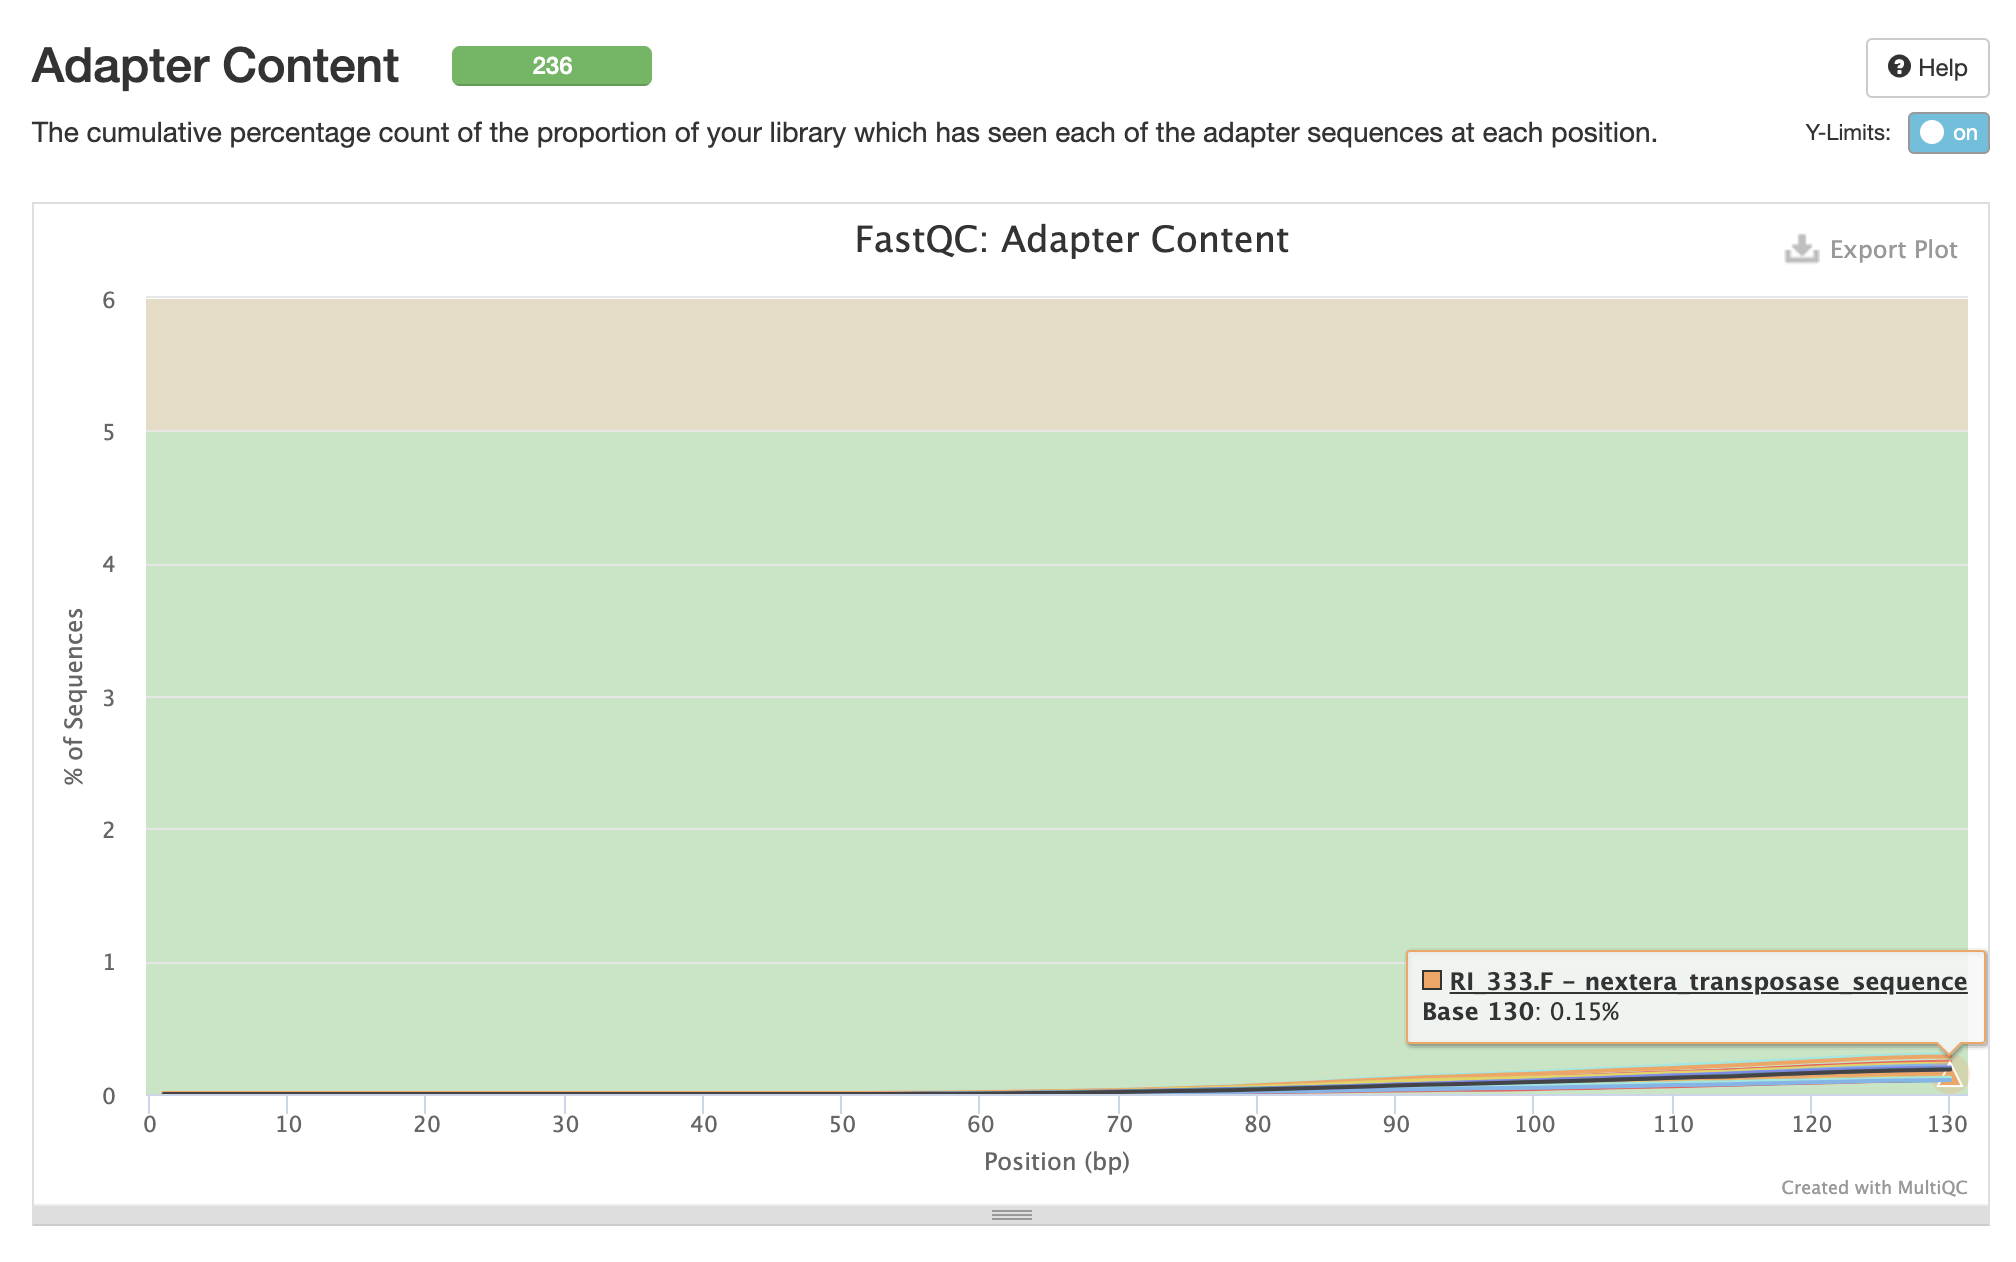 Adapter Content
236
Help
The cumulative percentage count of the proportion of your library which has seen each of the adapter sequences at each position.
Y-Limits:
on
FastQC: Adapter Content
Export Plot
6
5
4
3
2
1
0
% of Sequences
RI_333.F – nextera_transposase_sequence
Base 130: 0.15%
0 10 20 30 40 50 60 70 80 90 100 110 120 130
Position (bp)
Created with MultiQC